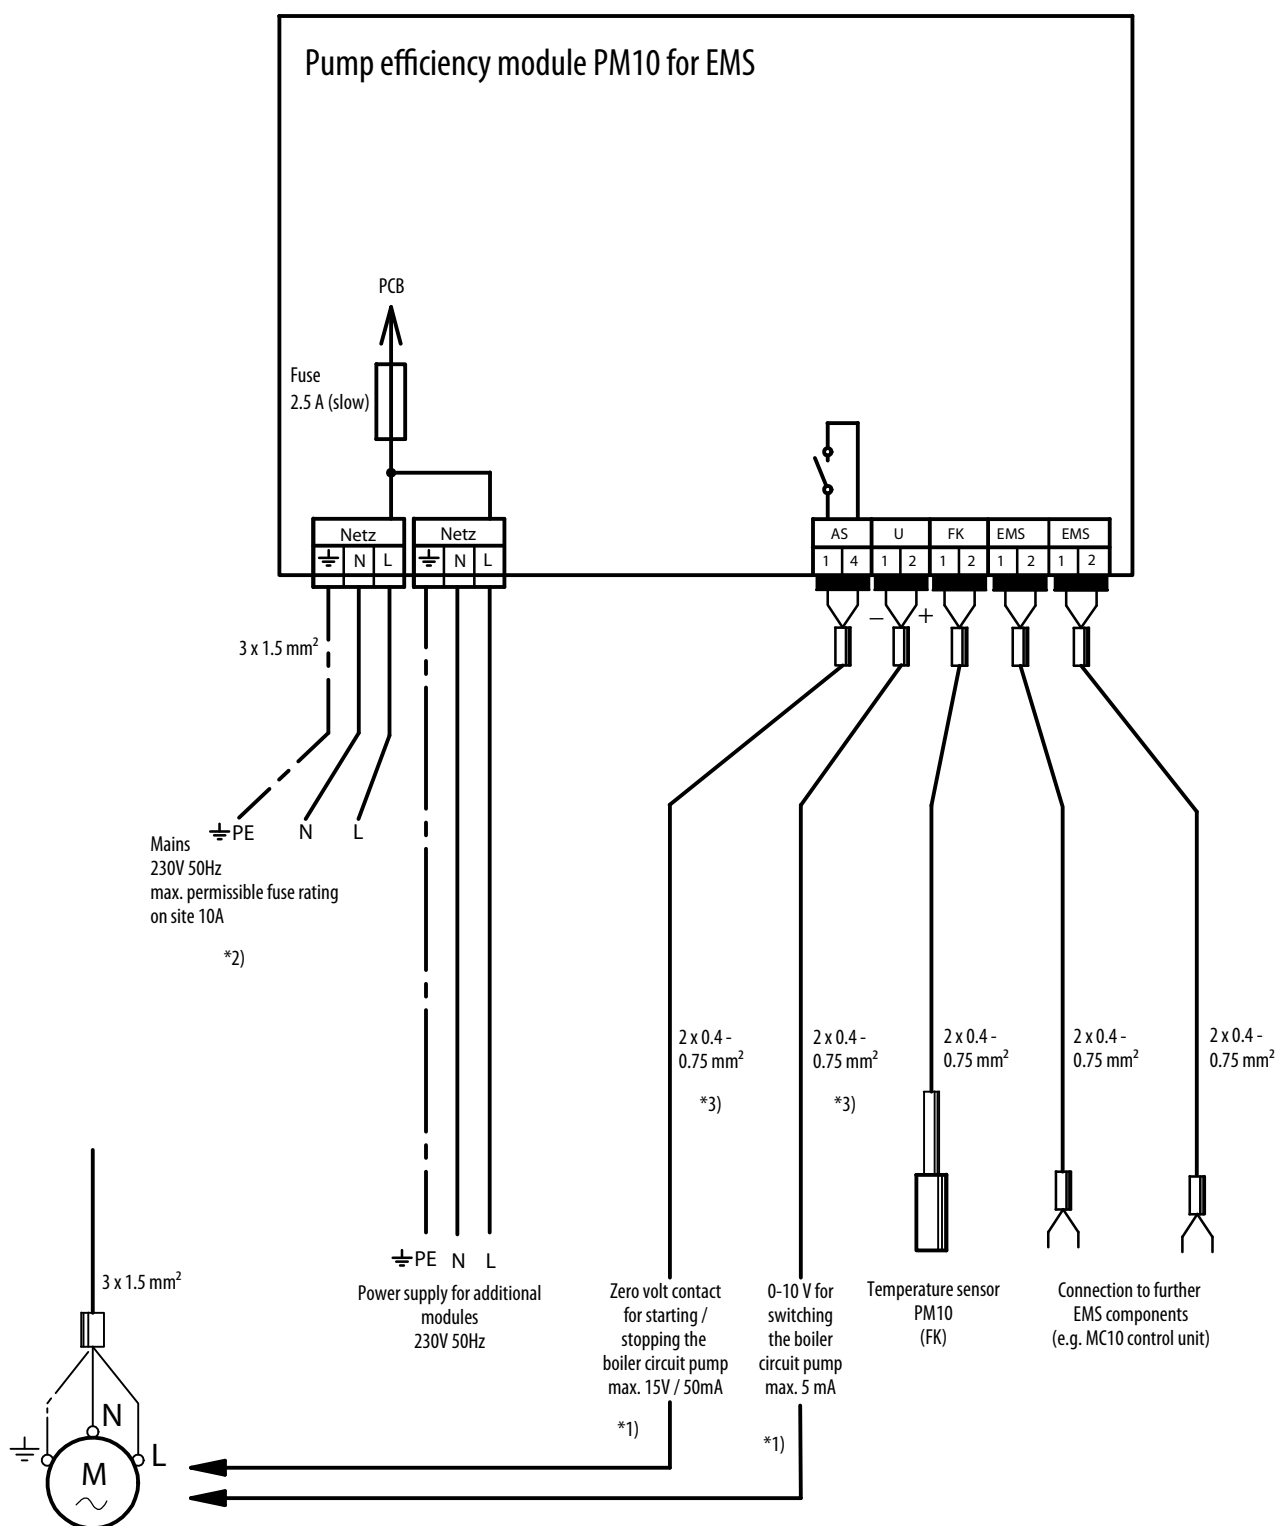 Pump efficiency module PM10 for EMS
PCB
Fuse
2.5 A (slow)
Netz
N L
Netz
N L
AS U FK EMS EMS
1 4 1 2 1 2 1 2 1 2
– +
3 x 1.5 mm²
PE N L
Mains
230V 50Hz
max. permissible fuse rating
on site 10A
*2)
2 x 0.4 -
0.75 mm²
*3)
2 x 0.4 -
0.75 mm²
*3)
2 x 0.4 -
0.75 mm²
2 x 0.4 -
0.75 mm²
2 x 0.4 -
0.75 mm²
PE N L
Power supply for additional
modules
230V 50Hz
Zero volt contact
for starting /
stopping the
boiler circuit pump
max. 15V / 50mA
*1)
0-10 V for
switching
the boiler
circuit pump
max. 5 mA
*1)
Temperature sensor
PM10
(FK)
Connection to further
EMS components
(e.g. MC10 control unit)
3 x 1.5 mm²
N
L
M